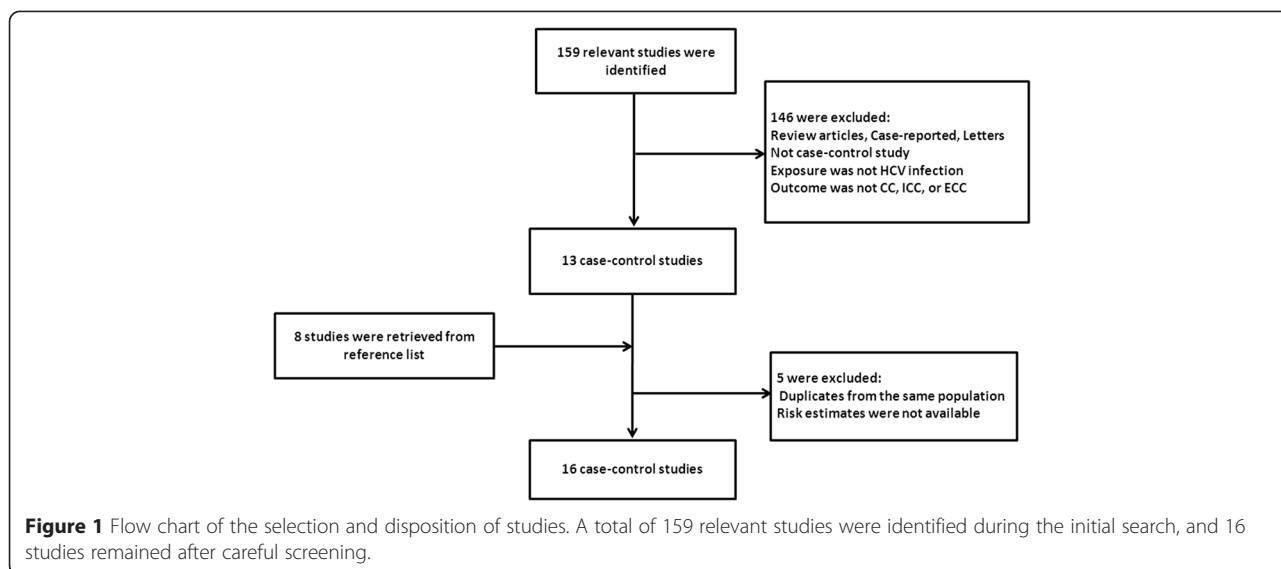 159 relevant studies were
identified
146 were excluded:
Review articles, Case-reported, Letters
Not case-control study
Exposure was not HCV infection
Outcome was not CC, ICC, or ECC
13 case-control studies
8 studies were retrieved from
reference list
5 were excluded:
Duplicates from the same population
Risk estimates were not available
16 case-control studies
Figure 1 Flow chart of the selection and disposition of studies. A total of 159 relevant studies were identified during the initial search, and 16
studies remained after careful screening.